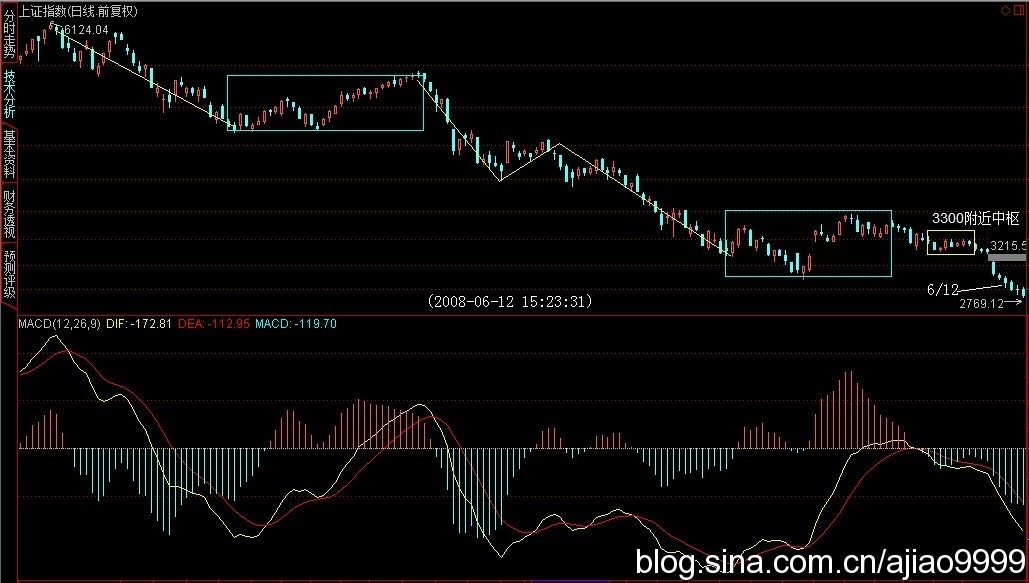 上证指数(日线.前复权)
分时走势
技术分析
基本资料
财务透视
预测评级
6124.04
3300附近中枢
3215.5
6/12
2769.12
(2008-06-12 15:23:31)
MACD(12,26,9) DIF: -172.81 DEA: -112.95 MACD: -119.70
blog.sina.com.cn/ajiao9999